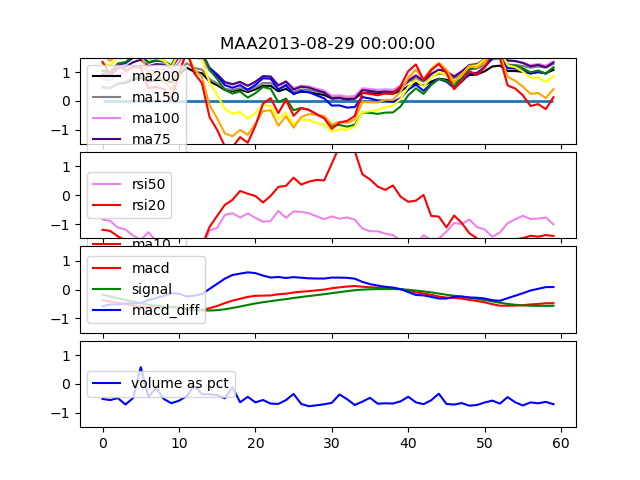 MAA2013-08-29 00:00:00
1
0
−1
ma200
ma150
ma100
ma75
1
0
−1
rsi50
rsi20
ma10
1
0
−1
macd
signal
macd_diff
1
0
−1
volume as pct
0 10 20 30 40 50 60